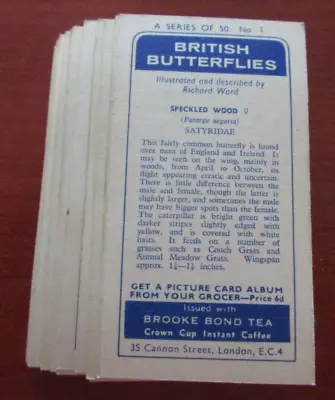 A SERIES OF 50. No 1
BRITISH
BUTTERFLIES
Illustrated and described by
Richard Ward
SPECKLED WOOD ♀
(Pararge aegeria)
SATYRIDAE
This fairly common butterfly is found
over most of England and Ireland. It
may be seen on the wing, mainly in
woods, from April to October, its
flight appearing erratic and uncertain.
There is little difference between the
male and female, though the latter is
slightly larger, and sometimes the male
may have bigger spots than the female.
The caterpillar is bright green with
darker stripes slightly edged with
yellow, and is covered with white
hairs. It feeds on a number of
grasses such as Couch Grass and
Annual Meadow Grass. Wingspan
approx. inches.
GET A PICTURE CARD ALBUM
FROM YOUR GROCER—Price 6d
Issued with
BROOKE BOND TEA
Crown Cup Instant Coffee
35 Cannon Street, London, E.C.4